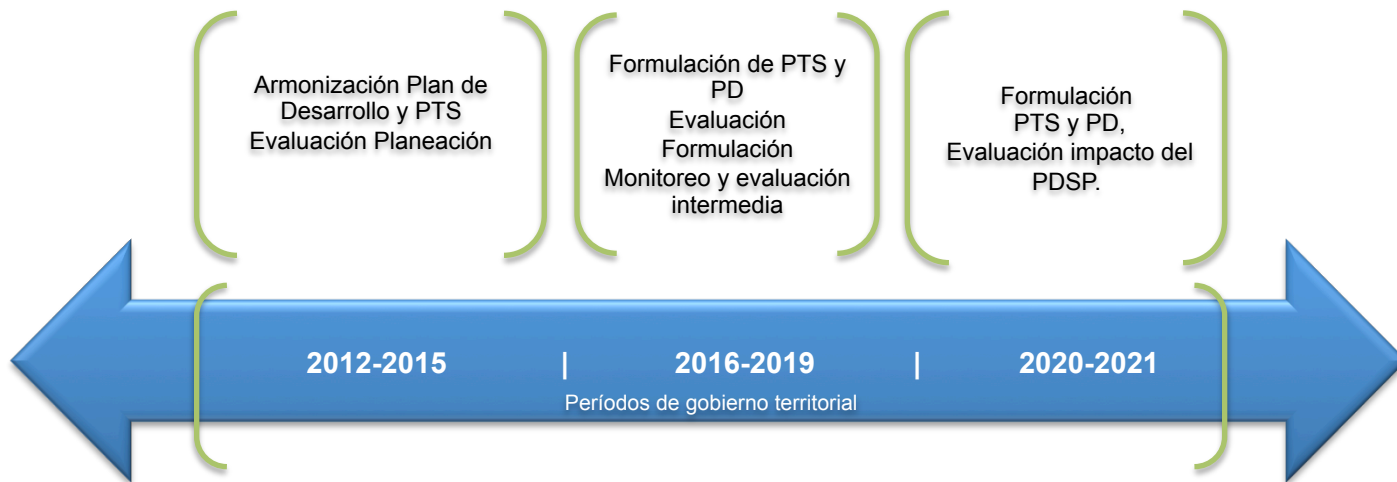 Armonización Plan de
Desarrollo y PTS
Evaluación Planeación
Formulación de PTS y
PD
Evaluación
Formulación
Monitoreo y evaluación
intermedia
Formulación
PTS y PD,
Evaluación impacto del
PDSP.
2012-2015 | 2016-2019 | 2020-2021
Períodos de gobierno territorial